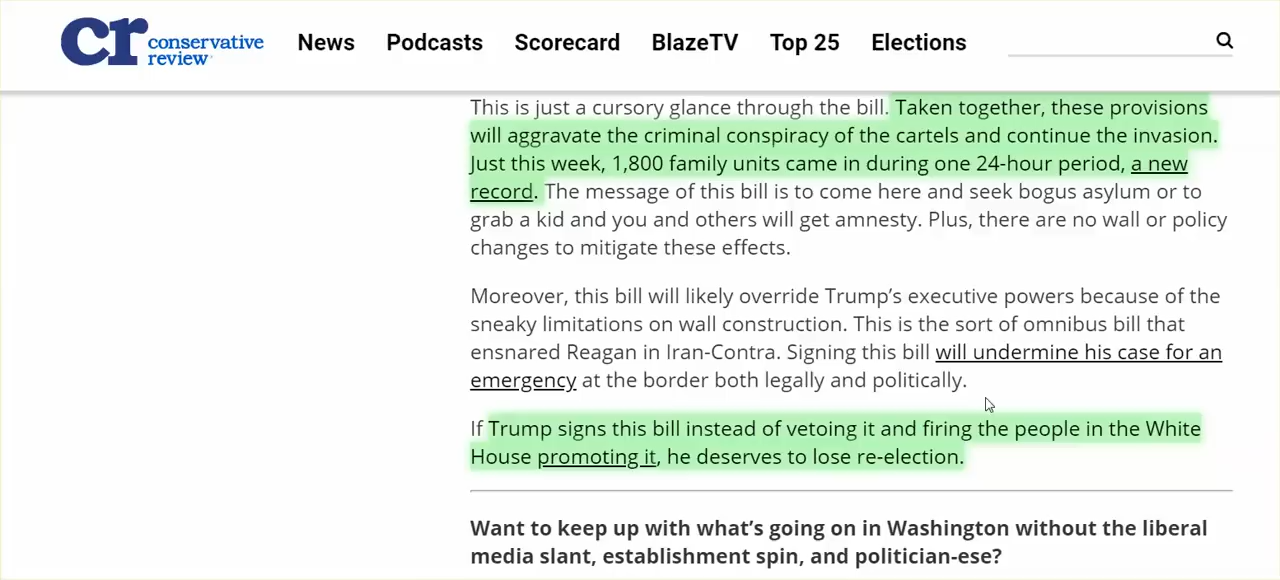 cr conservative
review
News Podcasts Scorecard BlazeTV Top 25 Elections
This is just a cursory glance through the bill. Taken together, these provisions
will aggravate the criminal conspiracy of the cartels and continue the invasion.
Just this week, 1,800 family units came in during one 24-hour period, a new
record. The message of this bill is to come here and seek bogus asylum or to
grab a kid and you and others will get amnesty. Plus, there are no wall or policy
changes to mitigate these effects.
Moreover, this bill will likely override Trump’s executive powers because of the
sneaky limitations on wall construction. This is the sort of omnibus bill that
ensnared Reagan in Iran-Contra. Signing this bill will undermine his case for an
emergency at the border both legally and politically.
If Trump signs this bill instead of vetoing it and firing the people in the White
House promoting it, he deserves to lose re-election.
Want to keep up with what’s going on in Washington without the liberal
media slant, establishment spin, and politician-ese?